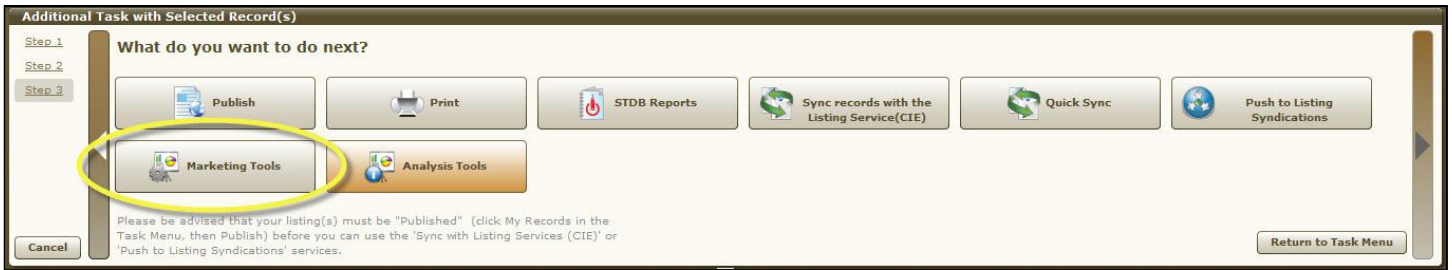 Additional Task with Selected Record(s)
Step 1
Step 2
Step 3
What do you want to do next?
Publish
Print
STDB Reports
Sync records with the
Listing Service(CIE)
Quick Sync
Push to Listing
Syndications
Marketing Tools
Analysis Tools
Please be advised that your listing(s) must be "Published" (click My Records in the
Task Menu, then Publish) before you can use the 'Sync with Listing Services (CIE)' or
'Push to Listing Syndications' services.
Cancel
Return to Task Menu